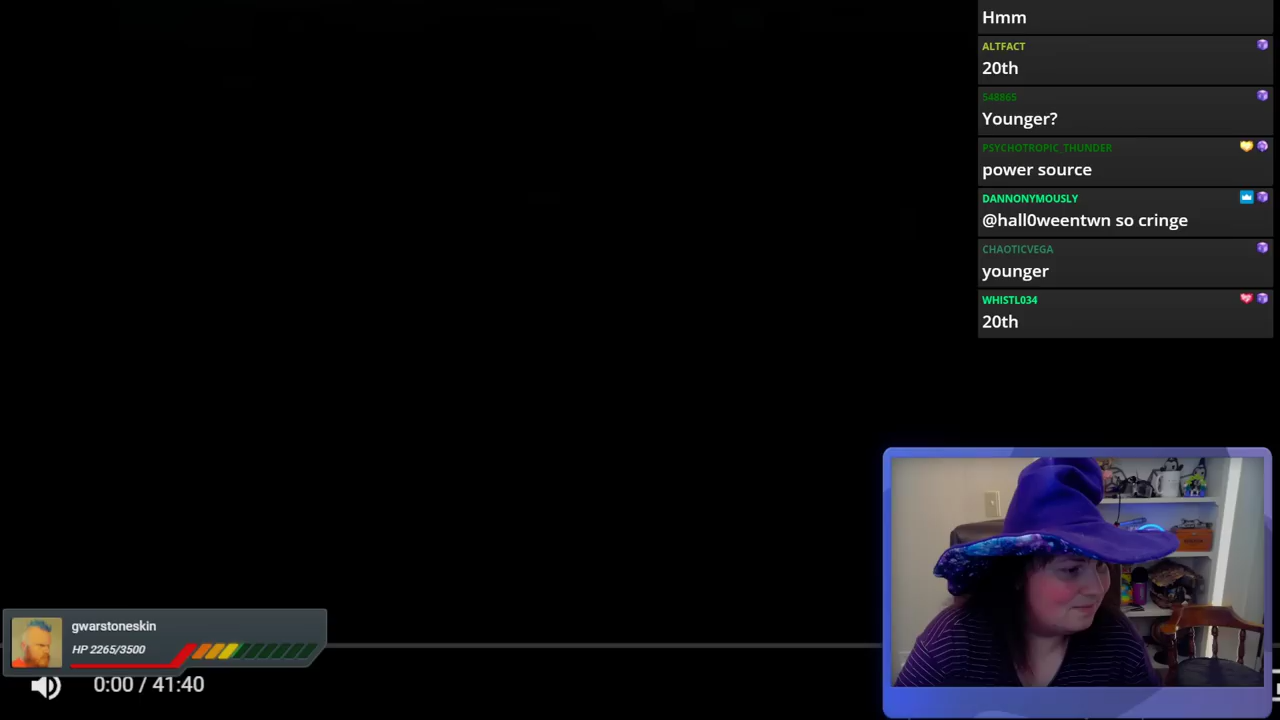 Hmm
ALTFACT
20th
548865
Younger?
PSYCHOTROPIC_THUNDER
power source
DANNONYMOUSLY
@hall0weentwn so cringe
CHAOTICVEGA
younger
WHISTL034
20th
gwarstoneskin
HP 2265/3500
0:00 / 41:40